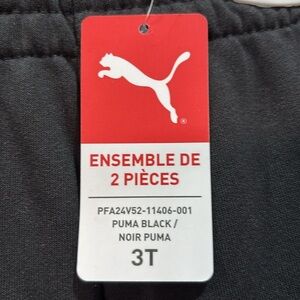 ENSEMBLE DE
2 PIÈCES
PFA24V52-11406-001
PUMA BLACK /
NOIR PUMA
3T